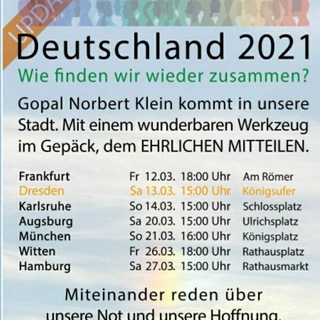 UPDA
Deutschland 2021
Wie finden wir wieder zusammen?
Gopal Norbert Klein kommt in unsere
Stadt. Mit einem wunderbaren Werkzeug
im Gepäck, dem EHRLICHEN MITTEILEN.
Frankfurt Fr 12.03. 18:00 Uhr Am Römer
Dresden Sa 13.03. 15:00 Uhr Königsufer
Karlsruhe So 14.03. 15:00 Uhr Schlossplatz
Augsburg Sa 20.03. 15:00 Uhr Ulrichsplatz
München So 21.03. 16:00 Uhr Königsplatz
Witten Fr 26.03. 18:00 Uhr Rathausplatz
Hamburg Sa 27.03. 15:00 Uhr Rathausmarkt
Miteinander reden über
unsere Not und unsere Hoffnung.